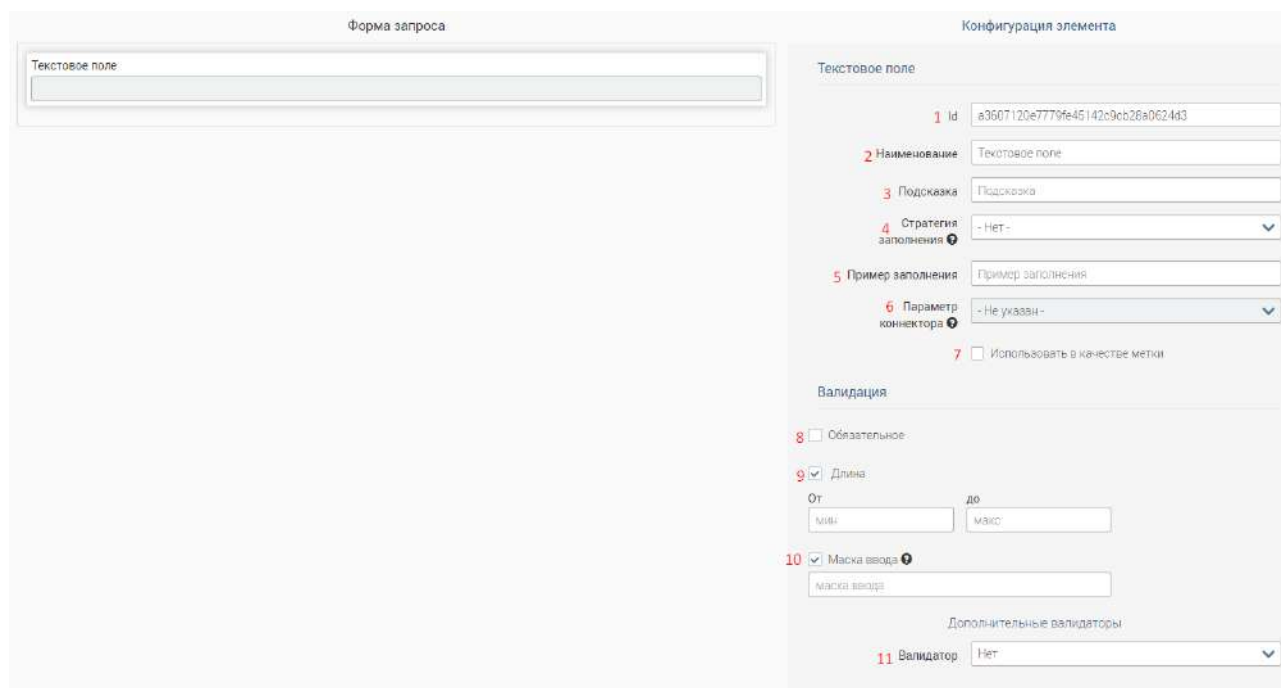 Форма запроса
Конфигурация элемента
Текстовое поле
Текстовое поле
1 Id a3607120e7779fe45142c9cb28a0624d3
2 Наименование Текстовое поле
3 Подсказка Подсказка
4 Стратегия заполнения - Нет -
5 Пример заполнения Пример заполнения
6 Параметр коннектора - Не указан -
7 Использовать в качестве метки
Валидация
8 Обязательное
9 Длина
От до
мин макс
10 Маска ввода
маска ввода
Дополнительные валидаторы
11 Валидатор Нет